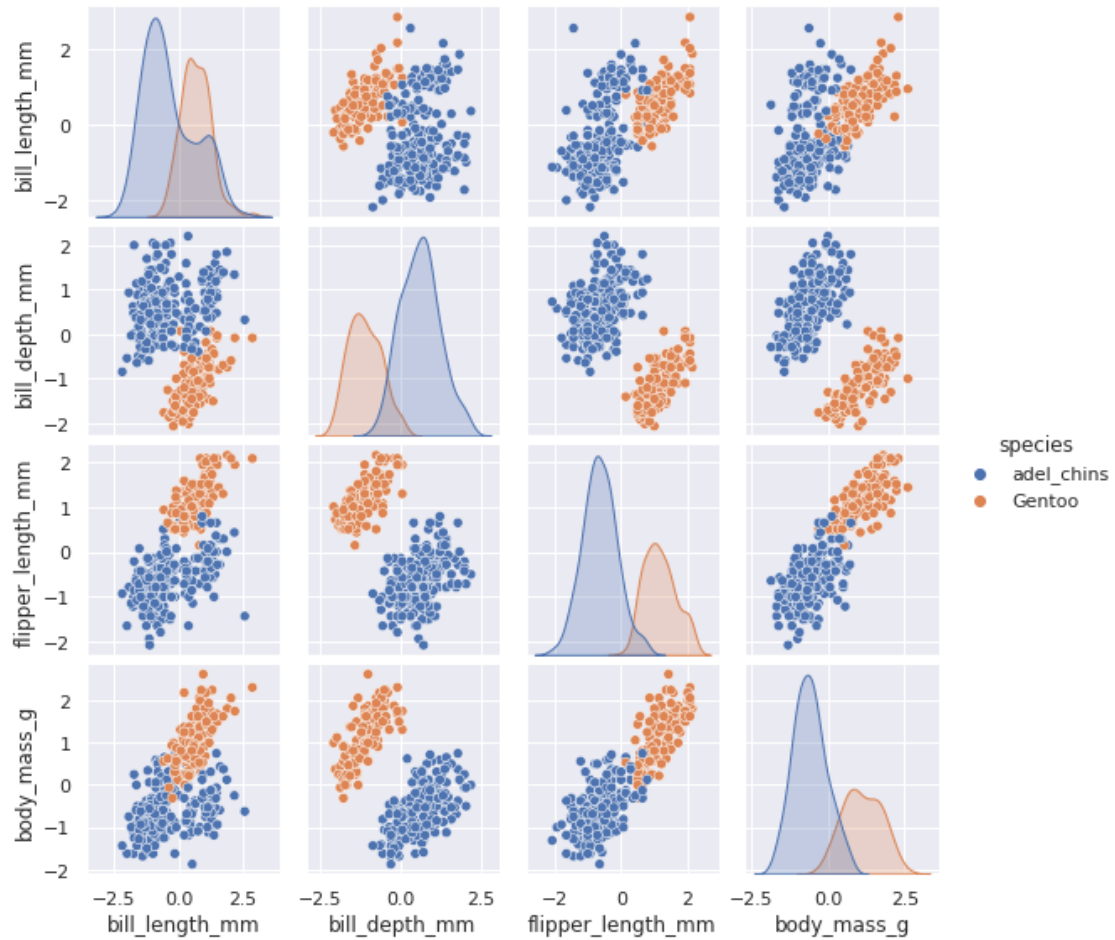 bill_length_mm
2
0
−2
bill_depth_mm
2
1
0
−1
−2
flipper_length_mm
2
1
0
−1
−2
body_mass_g
2
1
0
−1
−2
−2.5 0.0 2.5
bill_length_mm
−2.5 0.0 2.5
bill_depth_mm
−2 0 2
flipper_length_mm
−2.5 0.0 2.5
body_mass_g
species
adel_chins
Gentoo